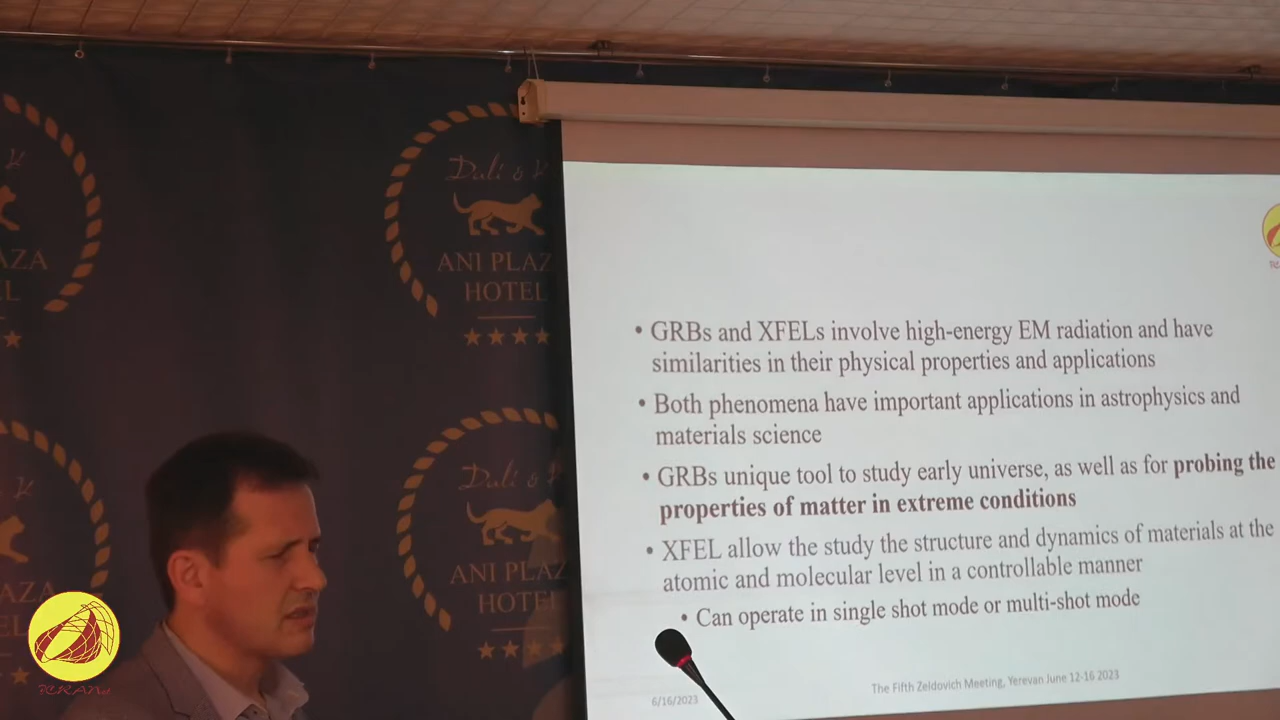 Dali &
ANI PLAZ
HOTEL
AZA
• GRBs and XFELs involve high-energy EM radiation and have
similarities in their physical properties and applications
• Both phenomena have important applications in astrophysics and
materials science
• GRBs unique tool to study early universe, as well as for probing the
properties of matter in extreme conditions
• XFEL allow the study the structure and dynamics of materials at the
atomic and molecular level in a controllable manner
• Can operate in single shot mode or multi-shot mode
6/16/2023
The Fifth Zeldovich Meeting, Yerevan June 12-16 2023
Dali &
ANI PLAZ
HOTEL
ICRANet